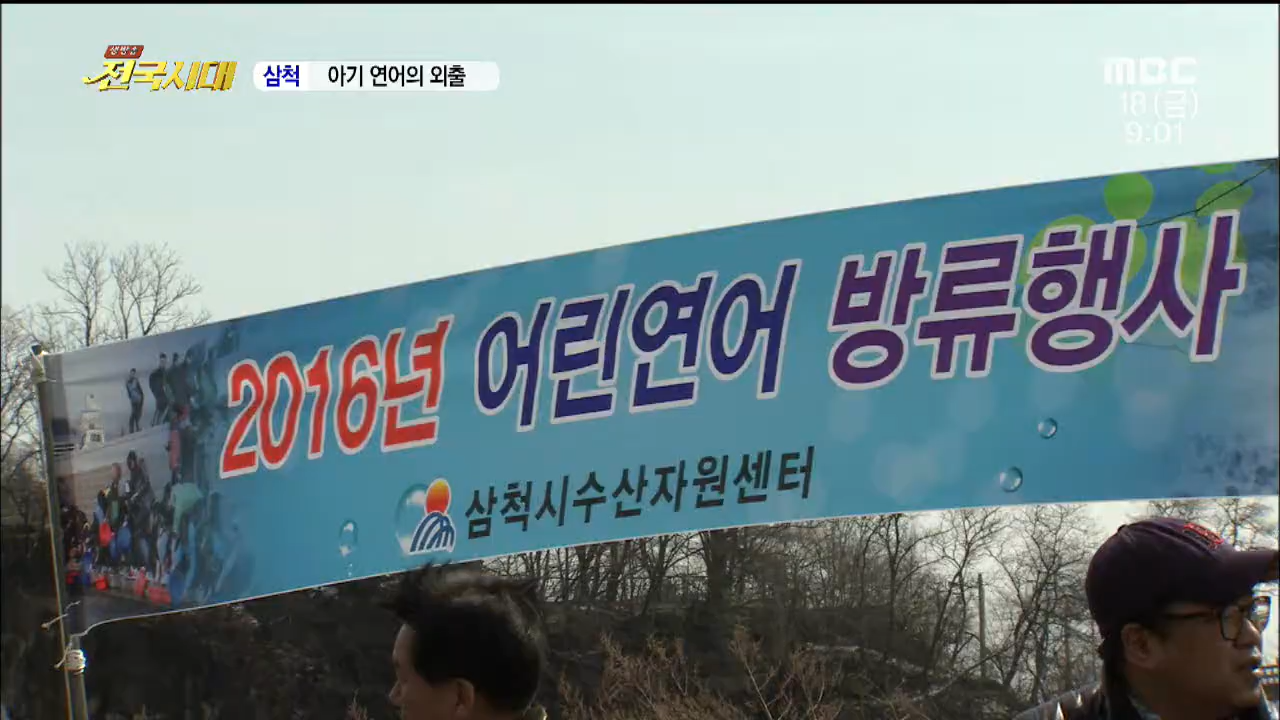 생방송
전국시대
삼척 아기 연어의 외출
MBC
18(금)
9:01
2016년 어린연어 방류행사
삼척시수산자원센터